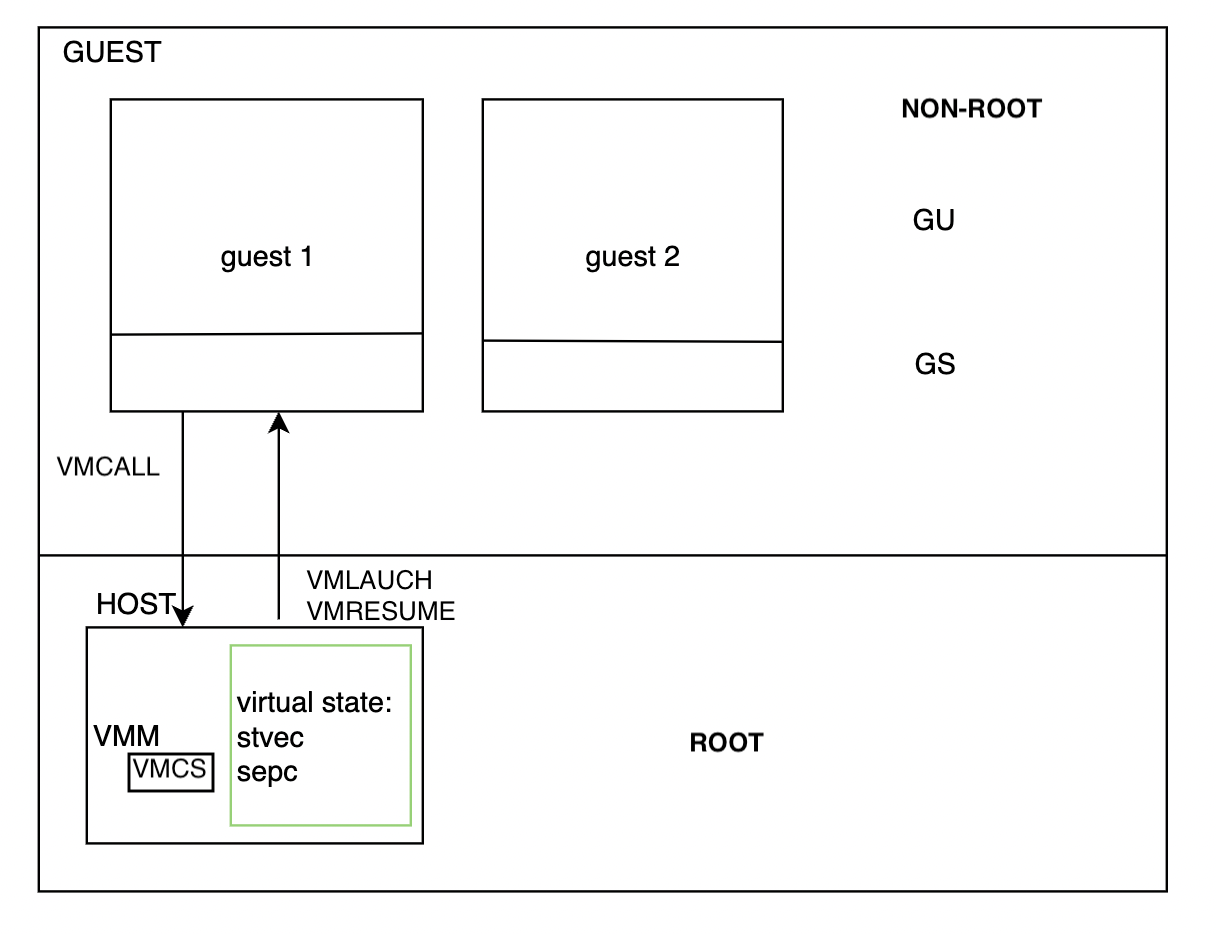 GUEST
NON-ROOT
GU
guest 1
guest 2
GS
VMCALL
VMLAUCH
VMRESUME
HOST
virtual state:
stvec
sepc
VMM
VMCS
ROOT